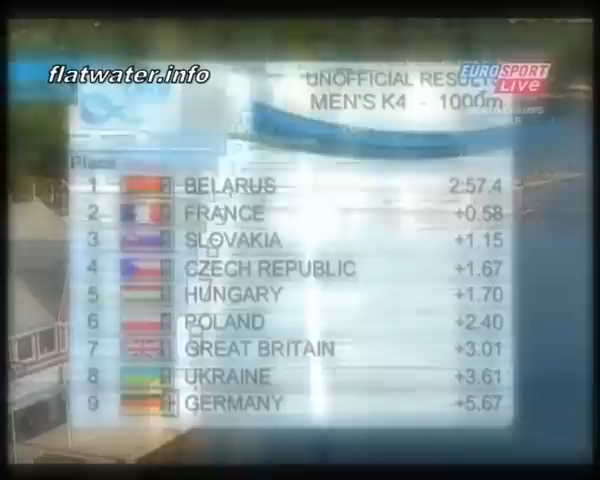 flatwater.info
UNOFFICIAL RESULTS
EUROSPORT
LIVE
MEN'S K4 - 1000m
Place
1 BELARUS 2:57.4
2 FRANCE +0.58
3 SLOVAKIA +1.15
4 CZECH REPUBLIC +1.67
5 HUNGARY +1.70
6 POLAND +2.40
7 GREAT BRITAIN +3.01
8 UKRAINE +3.61
9 GERMANY +5.67